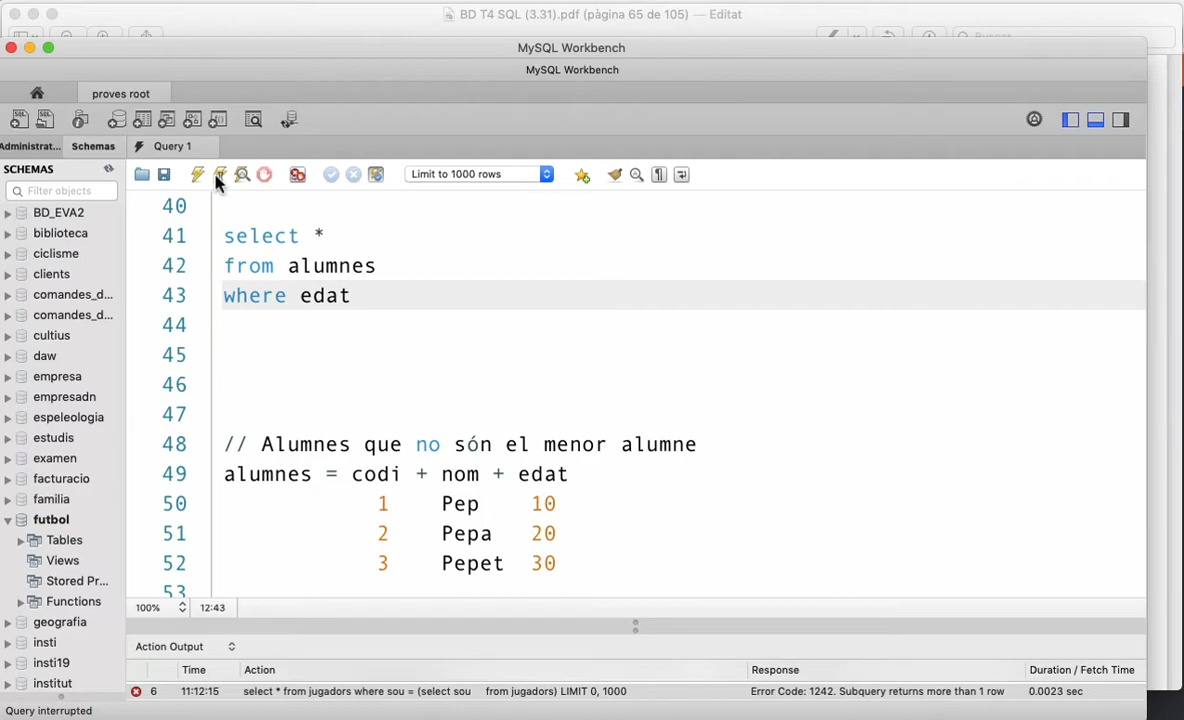 BD T4 SQL (3.31).pdf (pàgina 65 de 105) — Editat
MySQL Workbench
MySQL Workbench
proves root
Administrat... Schemas
Query 1
SCHEMAS
Filter objects
Limit to 1000 rows
BD_EVA2
biblioteca
ciclisme
clients
comandes_d...
comandes_d...
cultius
daw
empresa
empresadn
espeleologia
estudis
examen
facturacio
familia
futbol
Tables
Views
Stored Pr...
Functions
geografia
insti
insti19
institut
40
41 select *
42 from alumnes
43 where edat
44
45
46
47
48 // Alumnes que no són el menor alumne
49 alumnes = codi + nom + edat
50 1 Pep 10
51 2 Pepa 20
52 3 Pepet 30
53
100% 12:43
Action Output
Time Action Response Duration / Fetch Time
6 11:12:15 select * from jugadors where sou = (select sou from jugadors) LIMIT 0, 1000 Error Code: 1242. Subquery returns more than 1 row 0.0023 sec
Query interrupted